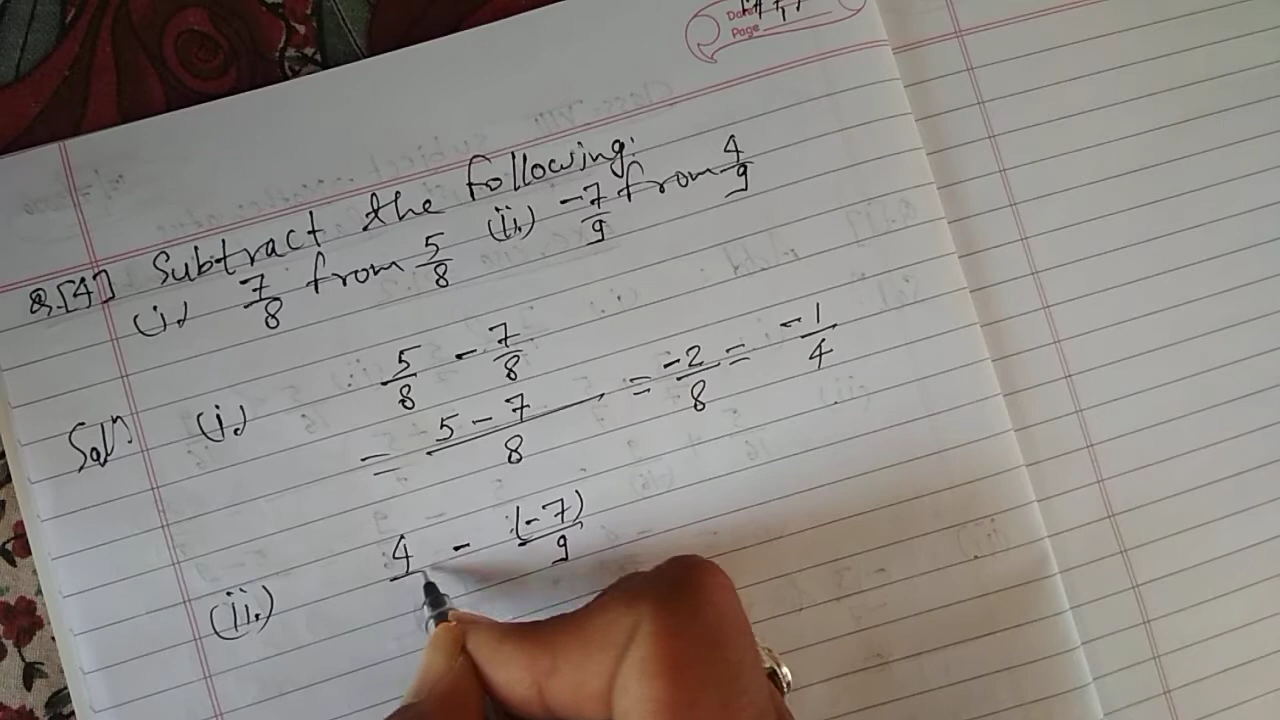 Date
Page
Q.[4] Subtract the following:
(i.) 7/8 from 5/8 (ii.) -7/9 from 4/9
Solⁿ (i.) 5/8 - 7/8
= 5 - 7/8 = -2/8 = -1/4
(ii.) 4 - (-7)/9